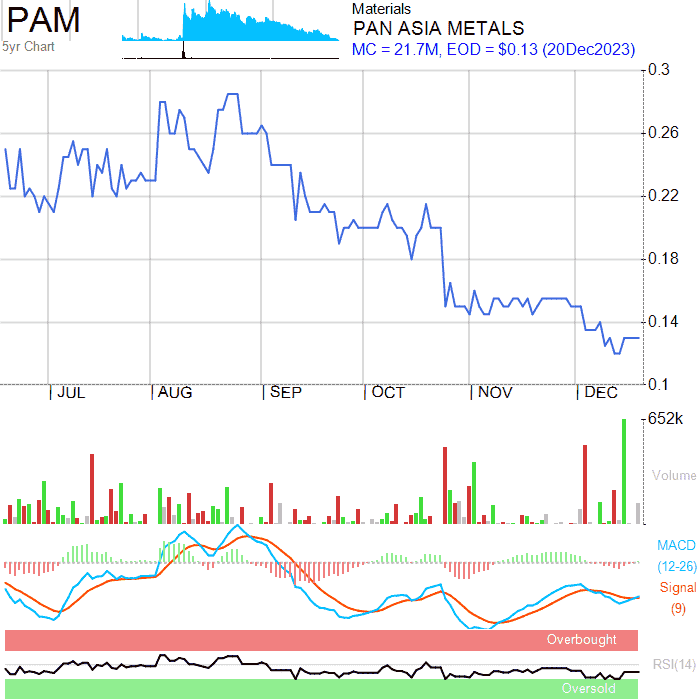 PAM
5yr Chart
Materials
PAN ASIA METALS
MC = 21.7M, EOD = $0.13 (20Dec2023)
0.3
0.26
0.22
0.18
0.14
0.1
JUL
AUG
SEP
OCT
NOV
DEC
652k
Volume
MACD
(12-26)
Signal
(9)
Overbought
RSI(14)
Oversold